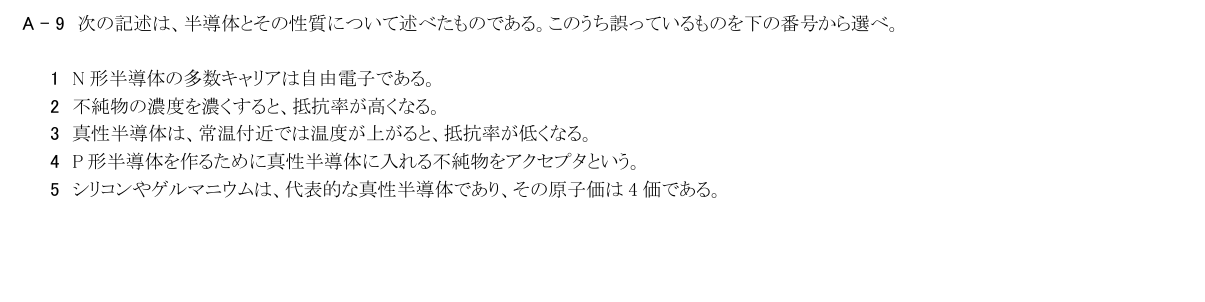 A－9 次の記述は、半導体とその性質について述べたものである。このうち誤っているものを下の番号から選べ。
1 N 形半導体の多数キャリアは自由電子である。
2 不純物の濃度を濃くすると、抵抗率が高くなる。
3 真性半導体は、常温付近では温度が上がると、抵抗率が低くなる。
4 P 形半導体を作るために真性半導体に入れる不純物をアクセプタという。
5 シリコンやゲルマニウムは、代表的な真性半導体であり、その原子価は 4 価である。